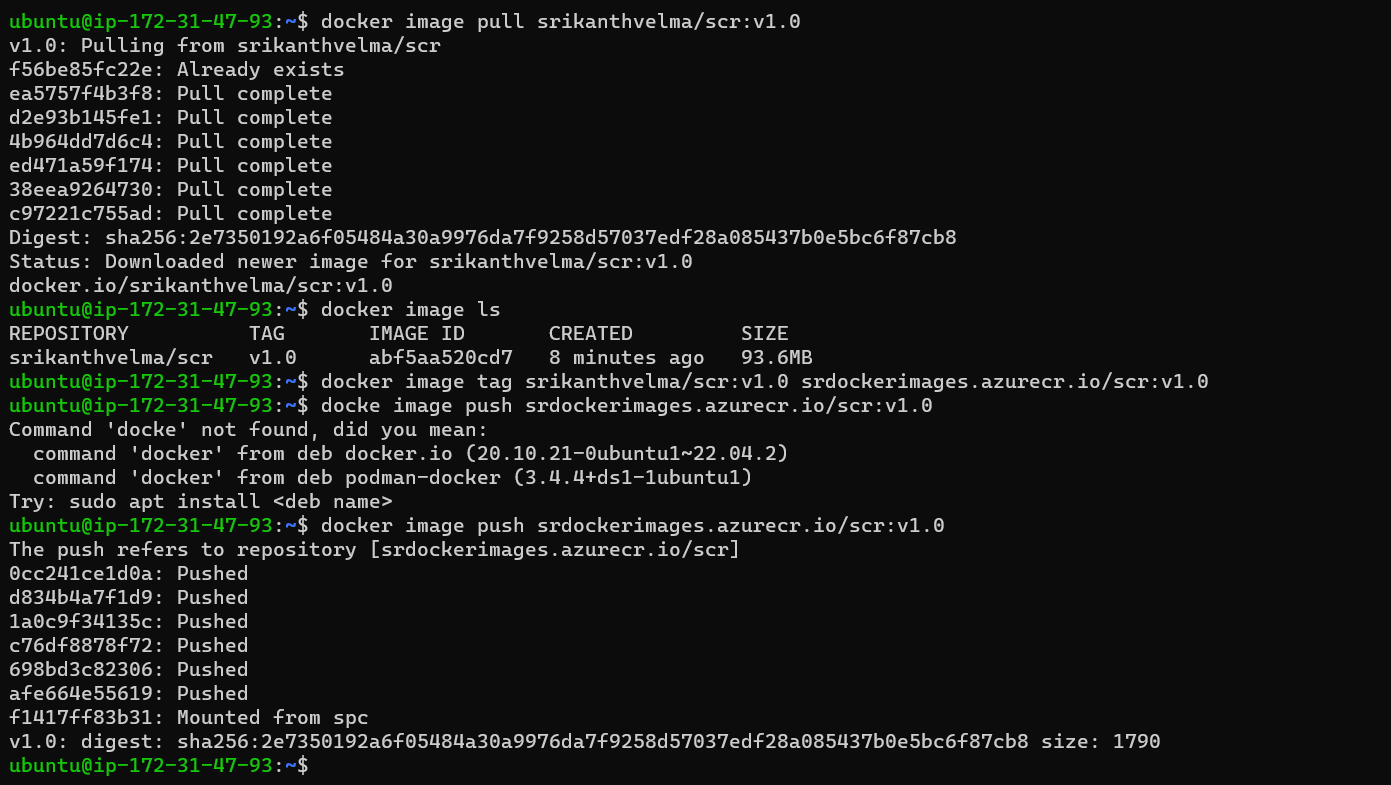 ubuntu@ip-172-31-47-93:~$ docker image pull srikanthvelma/scr:v1.0
v1.0: Pulling from srikanthvelma/scr
f56be85fc22e: Already exists
ea5757f4b3f8: Pull complete
d2e93b145fe1: Pull complete
4b964dd7d6c4: Pull complete
ed471a59f174: Pull complete
38eea9264730: Pull complete
c97221c755ad: Pull complete
Digest: sha256:2e7350192a6f05484a30a9976da7f9258d57037edf28a085437b0e5bc6f87cb8
Status: Downloaded newer image for srikanthvelma/scr:v1.0
docker.io/srikanthvelma/scr:v1.0
ubuntu@ip-172-31-47-93:~$ docker image ls
REPOSITORY          TAG       IMAGE ID       CREATED         SIZE
srikanthvelma/scr   v1.0      abf5aa520cd7   8 minutes ago   93.6MB
ubuntu@ip-172-31-47-93:~$ docker image tag srikanthvelma/scr:v1.0 srdockerimages.azurecr.io/scr:v1.0
ubuntu@ip-172-31-47-93:~$ docke image push srdockerimages.azurecr.io/scr:v1.0
Command 'docke' not found, did you mean:
  command 'docker' from deb docker.io (20.10.21-0ubuntu1~22.04.2)
  command 'docker' from deb podman-docker (3.4.4+ds1-1ubuntu1)
Try: sudo apt install <deb name>
ubuntu@ip-172-31-47-93:~$ docker image push srdockerimages.azurecr.io/scr:v1.0
The push refers to repository [srdockerimages.azurecr.io/scr]
0cc241ce1d0a: Pushed
d834b4a7f1d9: Pushed
1a0c9f34135c: Pushed
c76df8878f72: Pushed
698bd3c82306: Pushed
afe664e55619: Pushed
f1417ff83b31: Mounted from spc
v1.0: digest: sha256:2e7350192a6f05484a30a9976da7f9258d57037edf28a085437b0e5bc6f87cb8 size: 1790
ubuntu@ip-172-31-47-93:~$